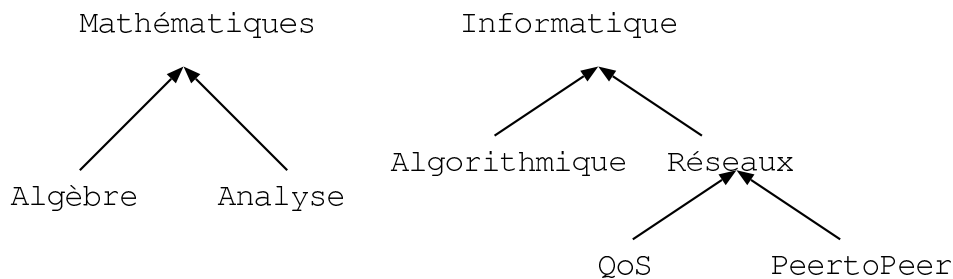 Mathématiques Informatique
Algorithmique Réseaux
Algèbre Analyse
QoS PeertoPeer